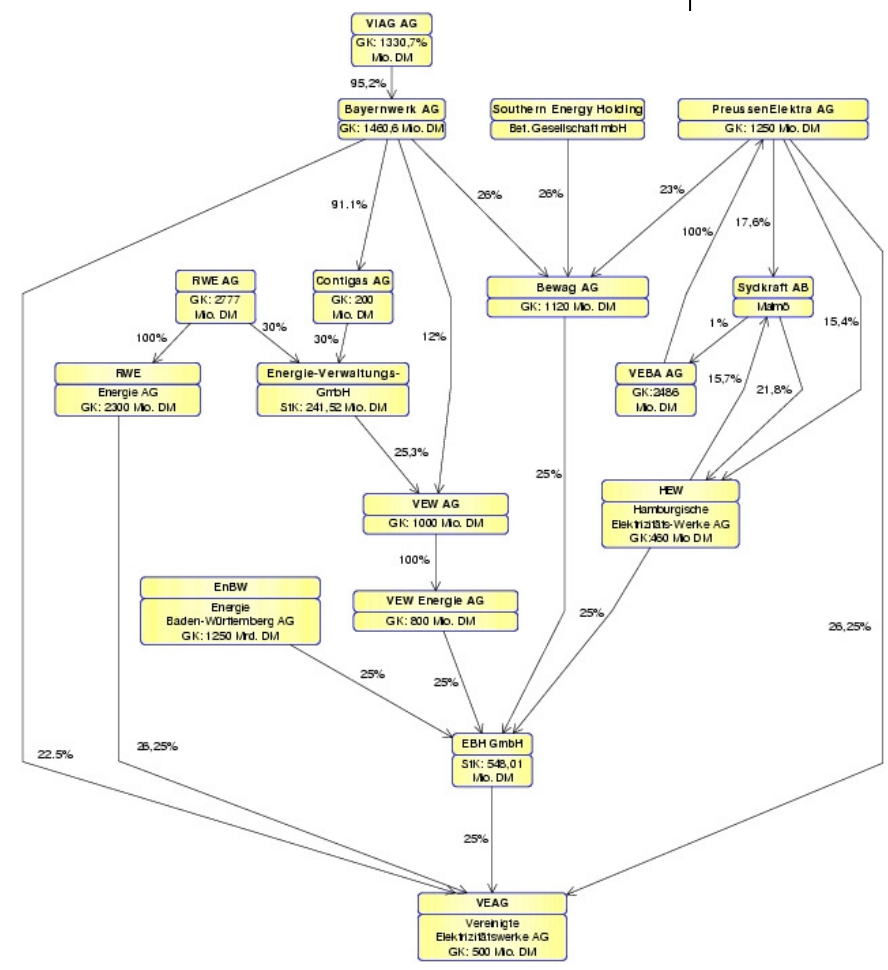 VIAG AG
GK: 1330,7%
Mio. DM
95,2%
Bayernwerk AG
GK: 1460,6 Mio. DM
Southern Energy Holding
Bet. Gesellschaft mbH
PreussenElektra AG
GK: 1250 Mio. DM
91.1%
26%
26%
23%
100%
17,6%
RWE AG
GK: 2777
Mio. DM
Contigas AG
GK: 200
Mio. DM
Bewag AG
GK: 1120 Mio. DM
Sydkraft AB
Malmö
100%
30%
30%
12%
1%
15,4%
RWE
Energie AG
GK: 2300 Mio. DM
Energie-Verwaltungs-
GmbH
StK: 241,52 Mio. DM
VEBA AG
GK:2486
Mio. DM
15,7%
21,8%
25,3%
25%
VEW AG
GK: 1000 Mio. DM
HEW
Hamburgische
Elektrizitäts-Werke AG
GK:460 Mio DM
100%
EnBW
Energie
Baden-Württemberg AG
GK: 1250 Mrd. DM
VEW Energie AG
GK: 800 Mio. DM
25%
26,25%
25%
25%
EBH GmbH
StK: 548,01
Mio. DM
22.5%
26,25%
25%
VEAG
Vereinigte
Elektrizitätswerke AG
GK: 500 Mio. DM